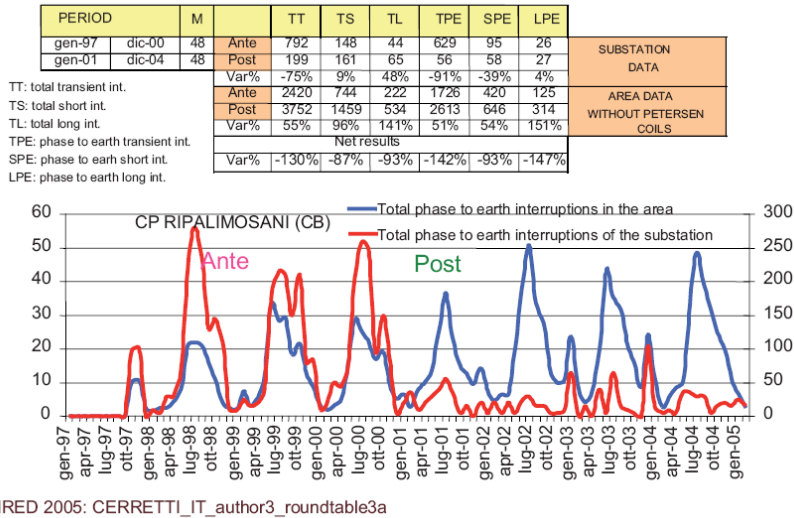 PERIOD M TT TS TL TPE SPE LPE
gen-97 dic-00 48 Ante 792 148 44 629 95 26
gen-01 dic-04 48 Post 199 161 65 56 58 27
Var% -75% 9% 48% -91% -39% 4%
SUBSTATION
DATA
Ante 2420 744 222 1726 420 125
Post 3752 1459 534 2613 646 314
Var% 55% 96% 141% 51% 54% 151%
AREA DATA
WITHOUT PETERSEN
COILS
Net results
Var% -130% -87% -93% -142% -93% -147%
TT: total transient int.
TS: total short int.
TL: total long int.
TPE: phase to earth transient int.
SPE: phase to earh short int.
LPE: phase to earth long int.
CP RIPALIMOSANI (CB)
Total phase to earth interruptions in the area
Total phase to earth interruptions of the substation
Ante
Post
60
50
40
30
20
10
0
300
250
200
150
100
50
0
gen-97 apr-97 lug-97 ott-97 gen-98 apr-98 lug-98 ott-98 gen-99 apr-99 lug-99 ott-99 gen-00 apr-00 lug-00 ott-00 gen-01 apr-01 lug-01 ott-01 gen-02 apr-02 lug-02 ott-02 gen-03 apr-03 lug-03 ott-03 gen-04 apr-04 lug-04 ott-04 gen-05
IRED 2005: CERRETTI_IT_author3_roundtable3a